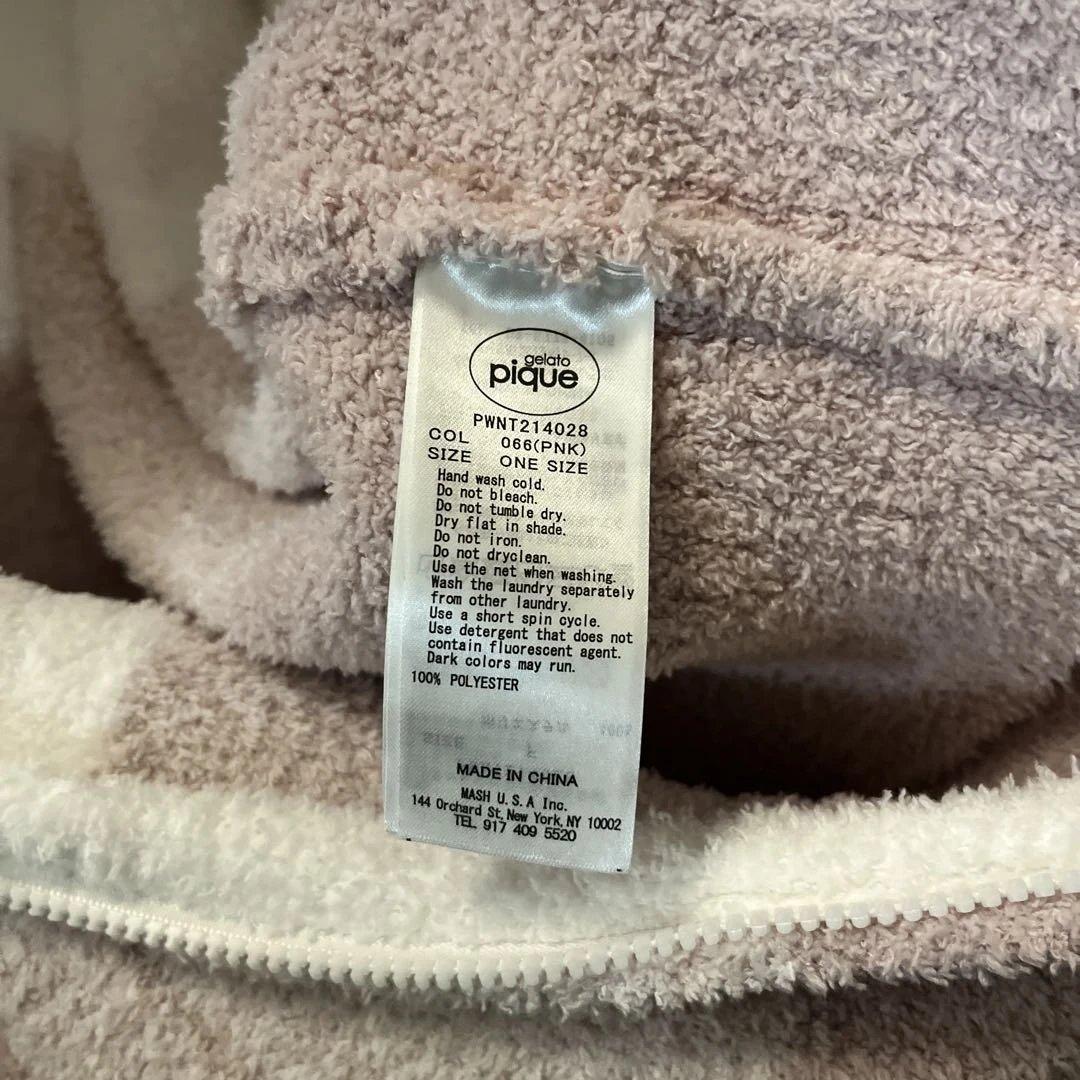 gelato
pique
PWNT214028
COL 066(PNK)
SIZE ONE SIZE
Hand wash cold.
Do not bleach.
Do not tumble dry.
Dry flat in shade.
Do not iron.
Do not dryclean.
Use the net when washing.
Wash the laundry separately
from other laundry.
Use a short spin cycle.
Use detergent that does not
contain fluorescent agent.
Dark colors may run.
100% POLYESTER
MADE IN CHINA
MASH U.S.A Inc.
144 Orchard St, New York, NY 10002
TEL 917 409 5520